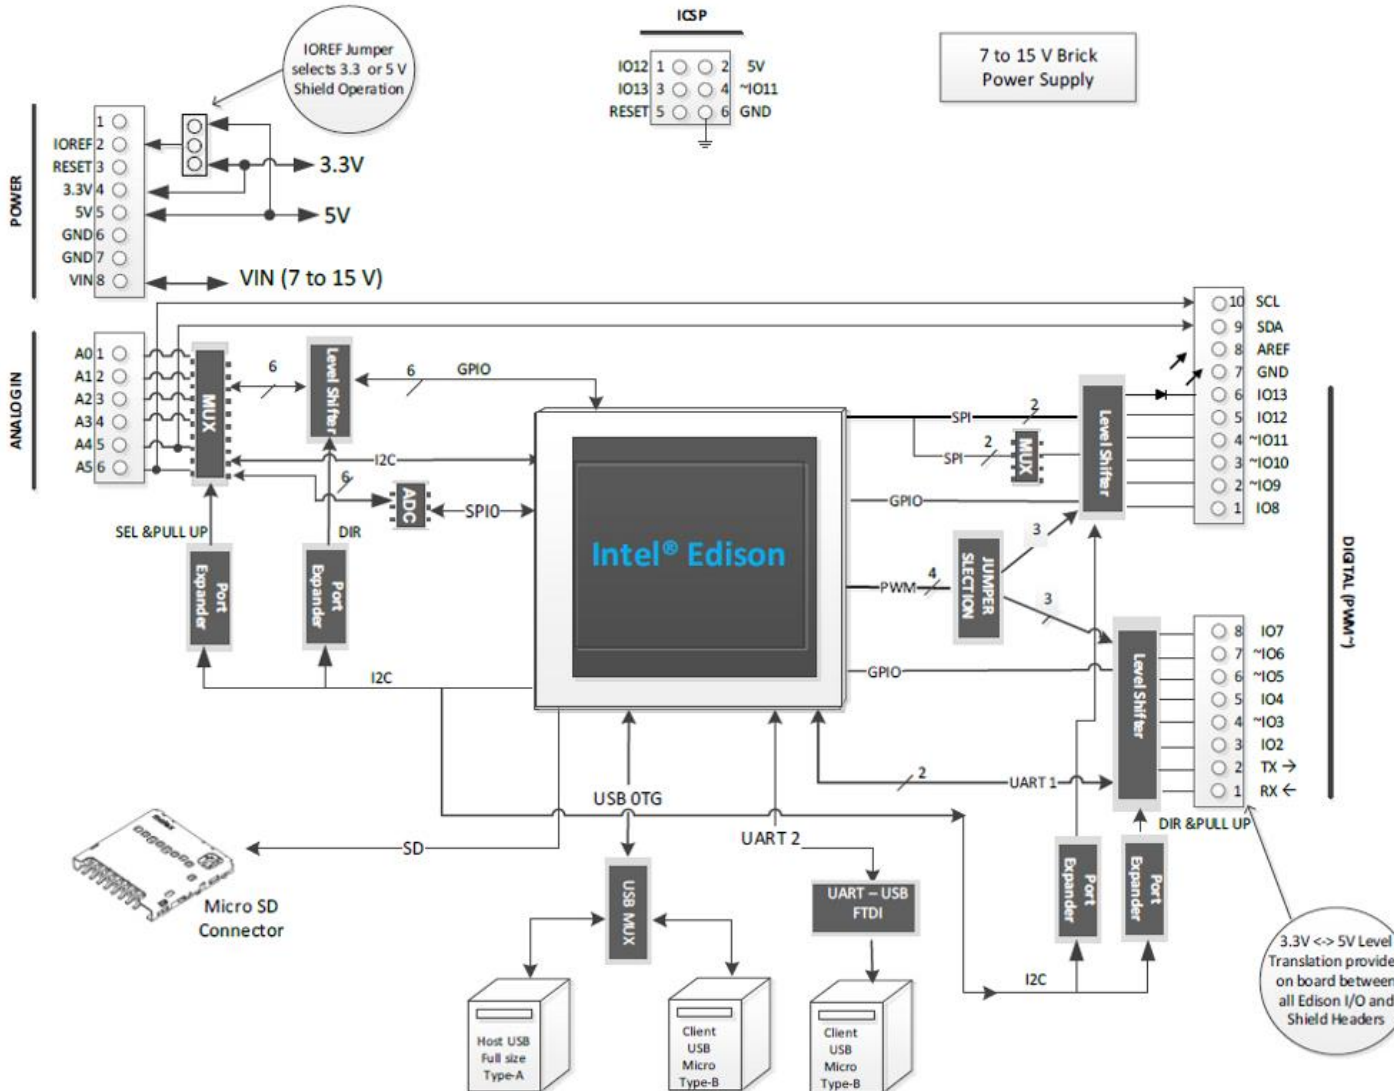 ICSP
IO12 1 2 5V
IO13 3 4 ~IO11
RESET 5 6 GND
7 to 15 V Brick
Power Supply
IOREF Jumper
selects 3.3 or 5 V
Shield Operation
POWER
1
IOREF 2
RESET 3
3.3V 4
5V 5
GND 6
GND 7
VIN 8
3.3V
5V
VIN (7 to 15 V)
ANALOG IN
A0 1
A1 2
A2 3
A3 4
A4 5
A5 6
MUX
6
Level Shifter
6
GPIO
I2C
6
ADC
SPI0
SEL &PULL UP
DIR
Port
Expander
Port
Expander
I2C
Intel® Edison
SPI
2
SPI
2
MUX
Level Shifter
GPIO
PWM
4
JUMPER
SLECTION
3
3
GPIO
Level Shifter
UART 1
2
10 SCL
9 SDA
8 AREF
7 GND
6 IO13
5 IO12
4 ~IO11
3 ~IO10
2 ~IO9
1 IO8
DIGITAL (PWM~)
8 IO7
7 ~IO6
6 ~IO5
5 IO4
4 ~IO3
3 IO2
2 TX →
1 RX ←
DIR &PULL UP
Port
Expander
Port
Expander
I2C
3.3V <-> 5V Level
Translation provide
on board between
all Edison I/O and
Shield Headers
SD
Micro SD
Connector
USB OTG
USB MUX
UART 2
UART – USB
FTDI
Host USB
Full size
Type-A
Client
USB
Micro
Type-B
Client
USB
Micro
Type-B